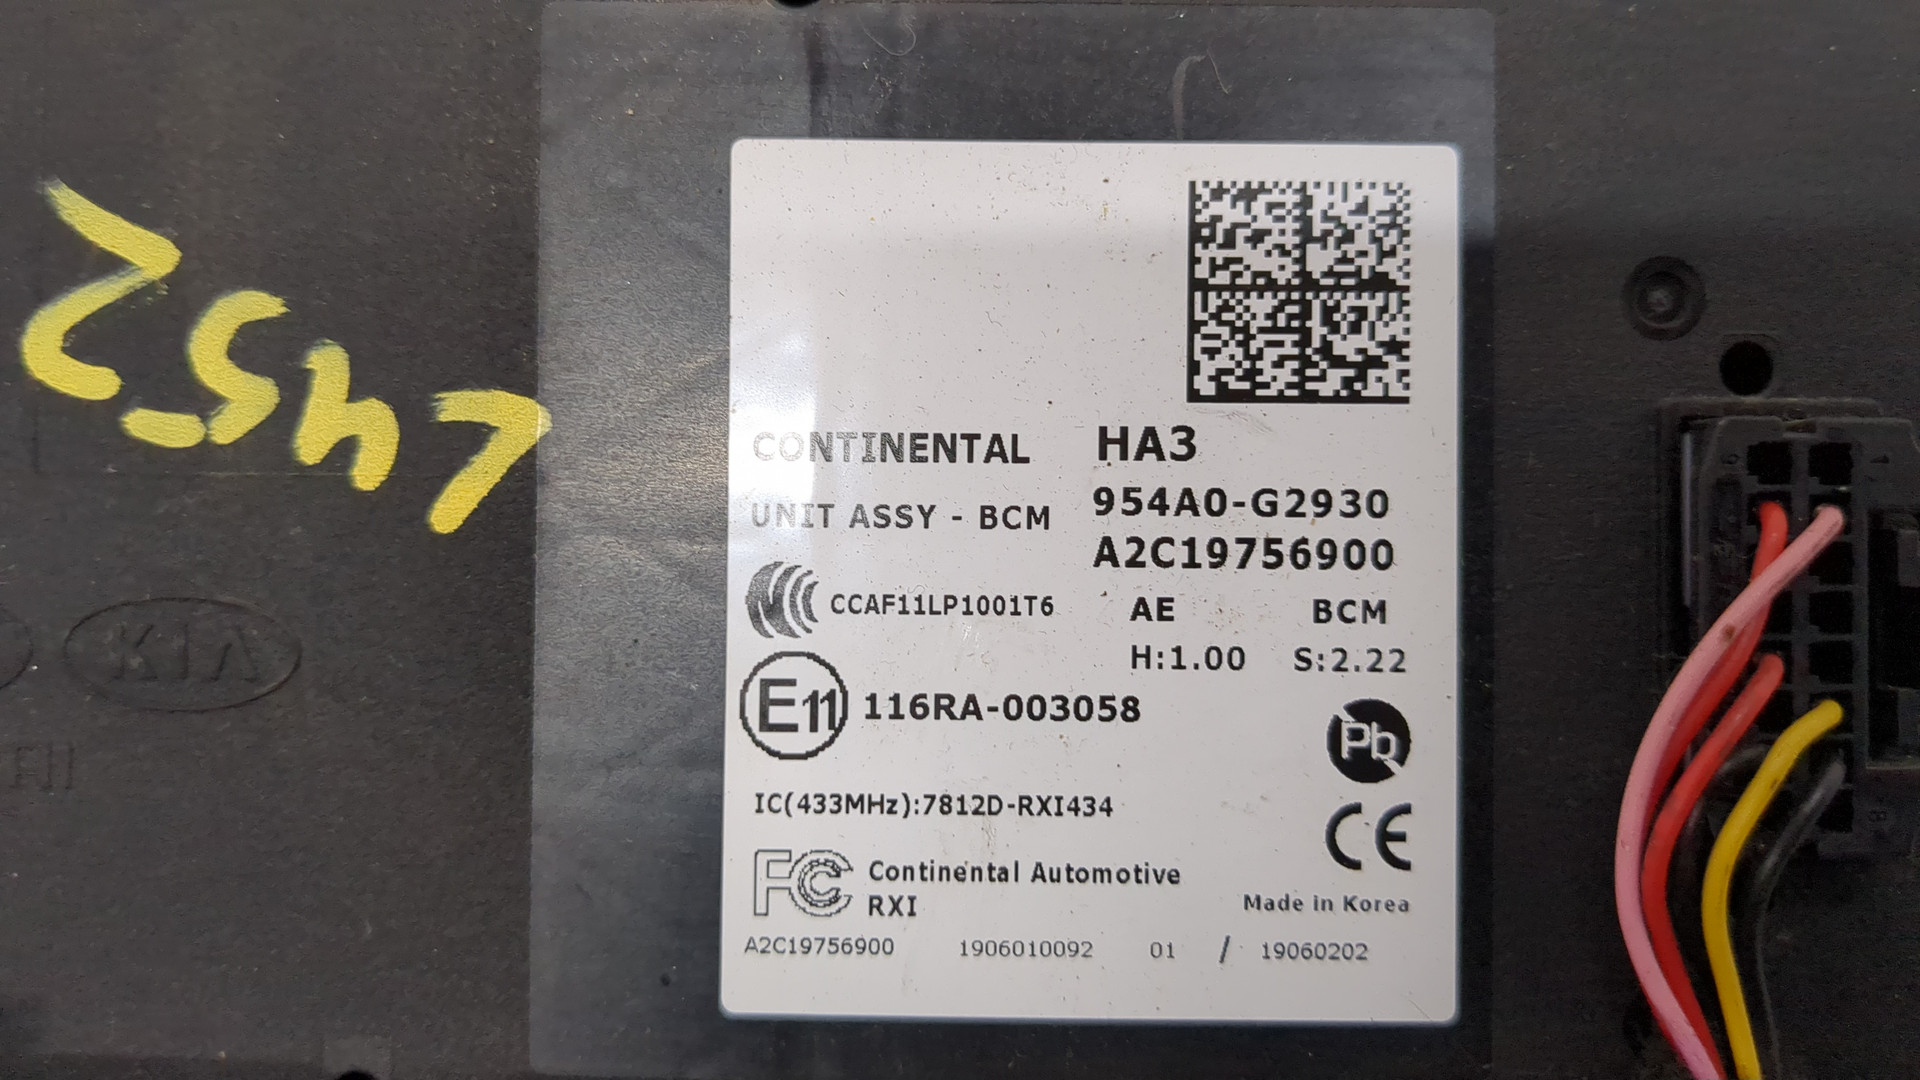 CONTINENTAL HA3
UNIT ASSY - BCM 954A0-G2930
A2C19756900
CCAF11LP1001T6 AE BCM
H:1.00 S:2.22
E11 116RA-003058
Pb
IC(433MHz):7812D-RXI434
CE
FC Continental Automotive
RXI
Made in Korea
A2C19756900 1906010092 01 / 19060202
KIA